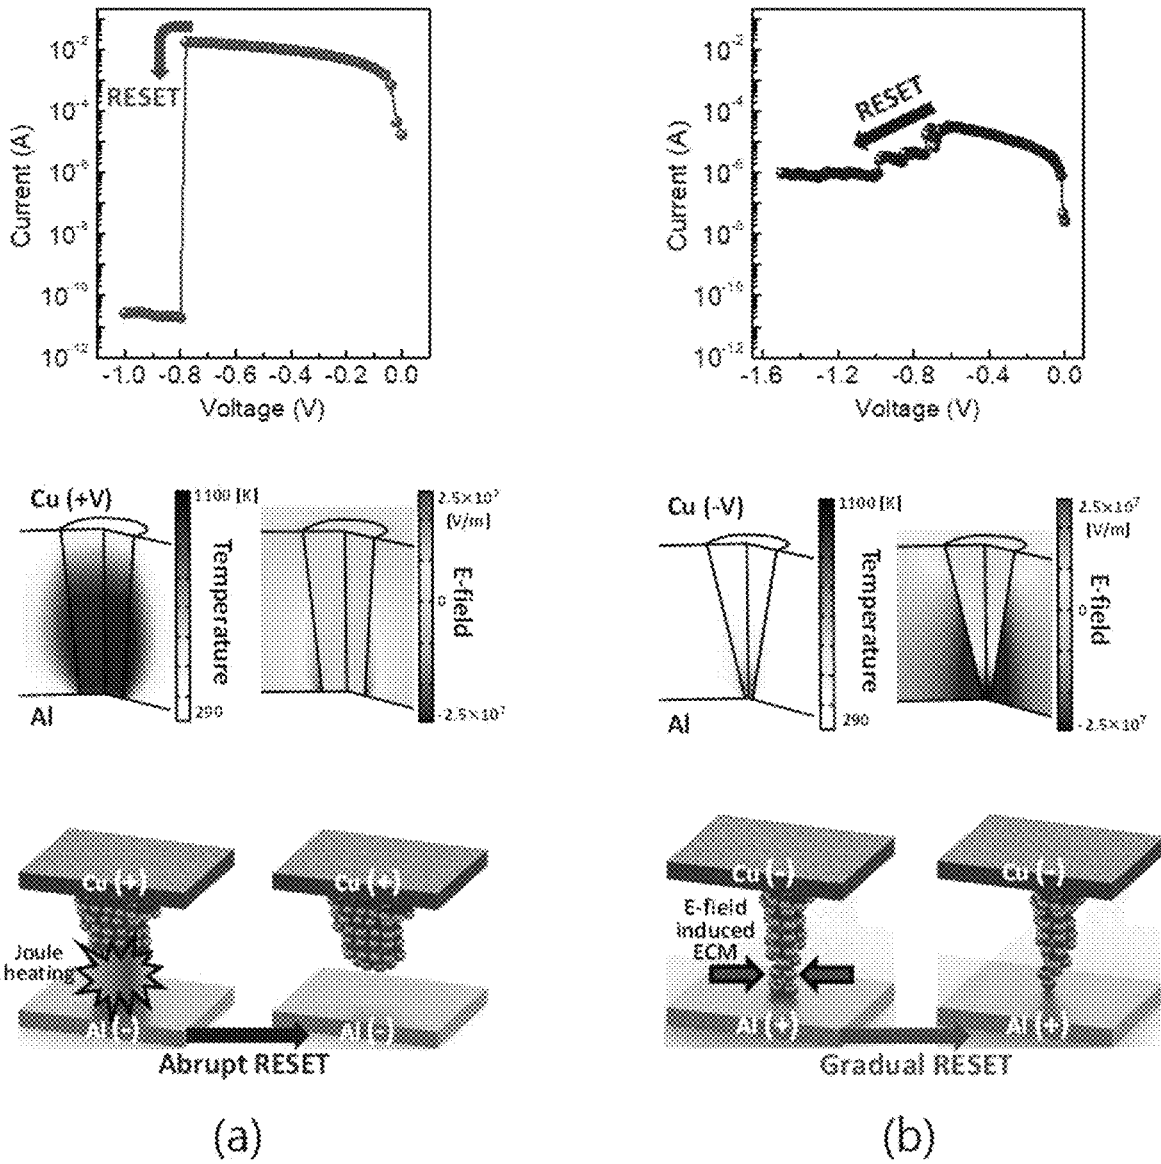 10⁻²
10⁻⁴
10⁻⁶
10⁻⁸
10⁻¹⁰
10⁻¹²
Current (A)
RESET
-1.0 -0.8 -0.6 -0.4 -0.2 0.0
Voltage (V)
10⁻²
10⁻⁴
10⁻⁶
10⁻⁸
10⁻¹⁰
10⁻¹²
Current (A)
RESET
-1.6 -1.2 -0.8 -0.4 0.0
Voltage (V)
Cu (+V)
Al
1100 [K]
Temperature
290
2.5×10⁷
[V/m]
0
E-field
-2.5×10⁷
Cu (-V)
Al
1100 [K]
Temperature
290
2.5×10⁷
[V/m]
0
E-field
-2.5×10⁷
Cu (+)
Joule
heating
Al (-)
Cu (+)
Al (-)
Abrupt RESET
Cu (-)
E-field
induced
ECM
Al (+)
Cu (-)
Al (+)
Gradual RESET
(a)
(b)